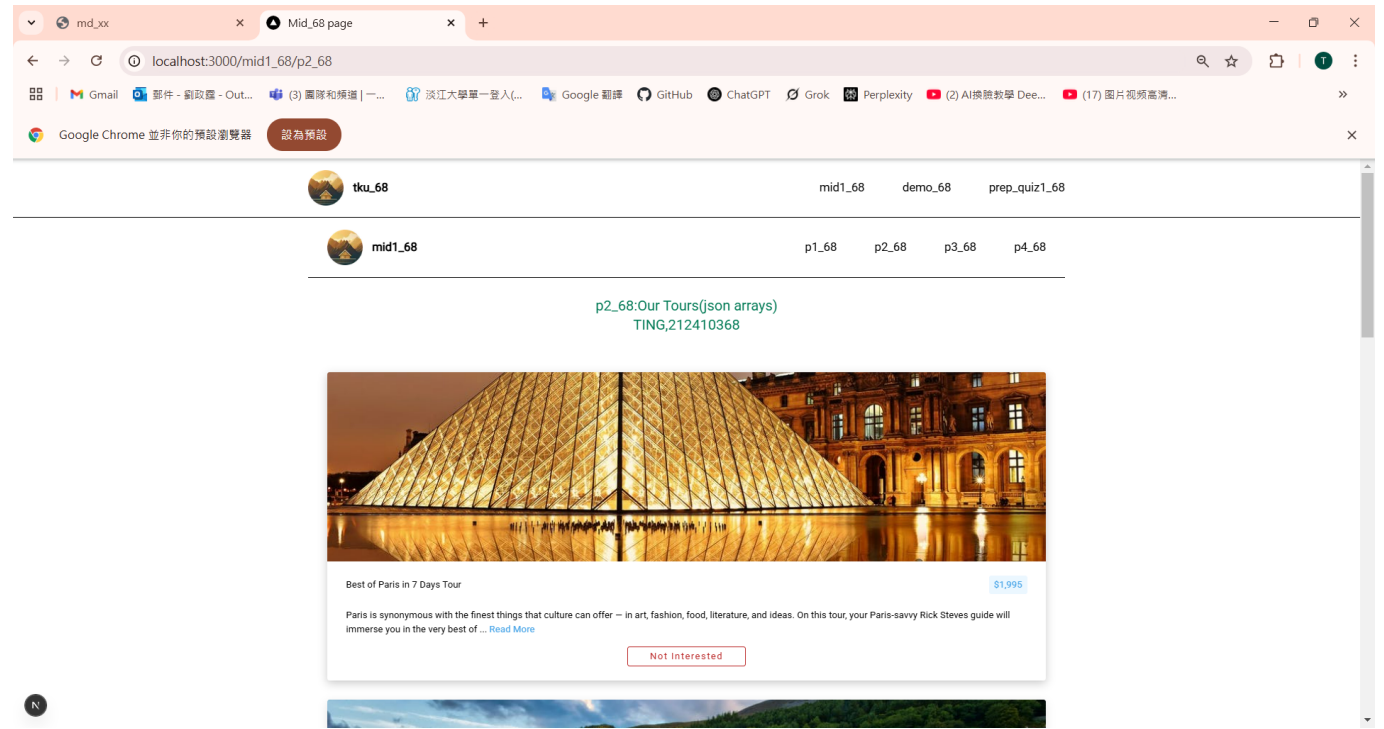 md_xx
Mid_68 page
localhost:3000/mid1_68/p2_68
T
Gmail
郵件 - 劉政霆 - Out...
(3) 團隊和頻道 | 一...
淡江大學單一登入(...
Google 翻譯
GitHub
ChatGPT
Grok
Perplexity
(2) AI換臉教學 Dee...
(17) 图片视频高清...
Google Chrome 並非你的預設瀏覽器
設為預設
tku_68
mid1_68
demo_68
prep_quiz1_68
mid1_68
p1_68
p2_68
p3_68
p4_68
p2_68:Our Tours(json arrays)
TING,212410368
Best of Paris in 7 Days Tour
$1,995
Paris is synonymous with the finest things that culture can offer — in art, fashion, food, literature, and ideas. On this tour, your Paris-savvy Rick Steves guide will
immerse you in the very best of ... Read More
Not Interested
N